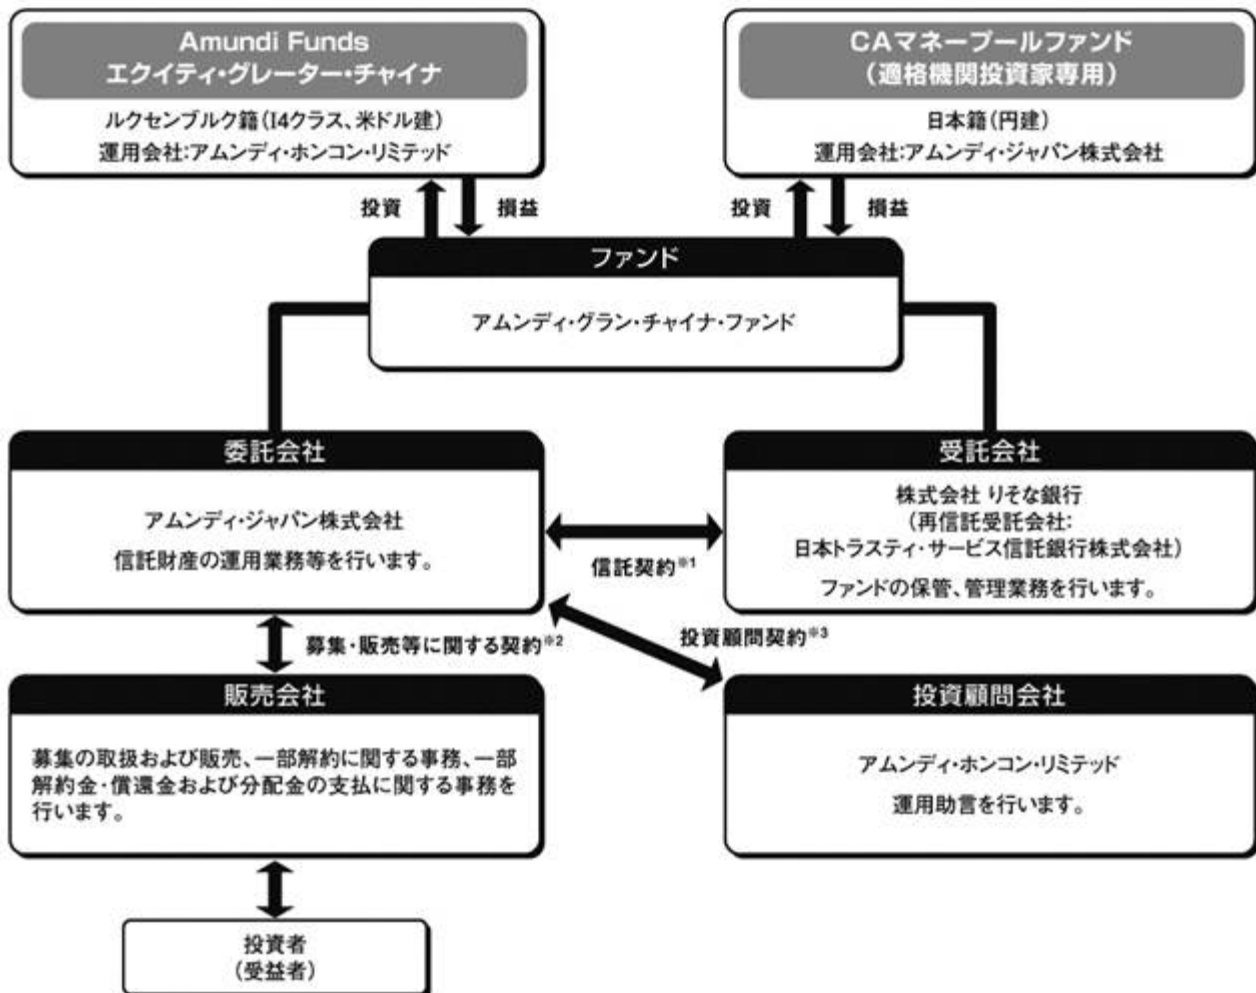 Amundi Funds
エクイティ・グレーター・チャイナ
ルクセンブルク籍(I4クラス、米ドル建)
運用会社:アムンディ・ホンコン・リミテッド
CAマネープールファンド
(適格機関投資家専用)
日本籍(円建)
運用会社:アムンディ・ジャパン株式会社
投資
損益
投資
損益
ファンド
アムンディ・グラン・チャイナ・ファンド
委託会社
アムンディ・ジャパン株式会社
信託財産の運用業務等を行います。
受託会社
株式会社 りそな銀行
(再信託受託会社:
日本トラスティ・サービス信託銀行株式会社)
ファンドの保管、管理業務を行います。
信託契約※1
募集・販売等に関する契約※2
投資顧問契約※3
販売会社
募集の取扱および販売、一部解約に関する事務、一部
解約金・償還金および分配金の支払に関する事務を
行います。
投資顧問会社
アムンディ・ホンコン・リミテッド
運用助言を行います。
投資者
(受益者)